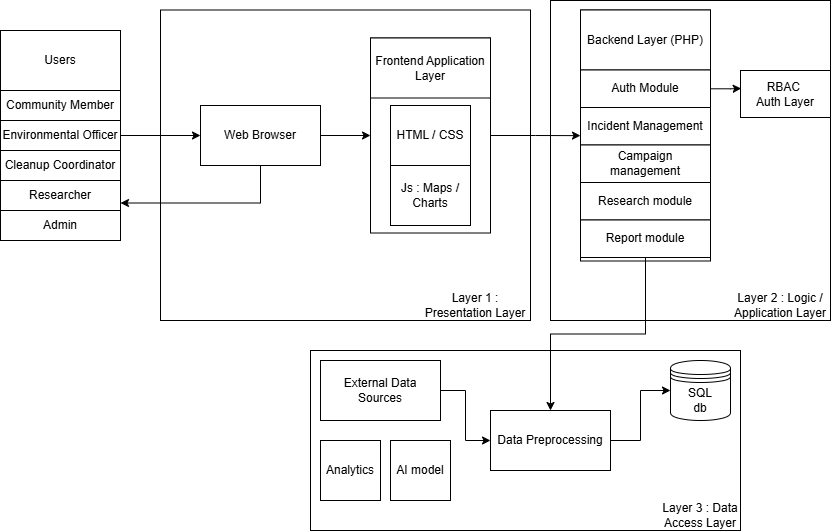 Users
Community Member
Environmental Officer
Cleanup Coordinator
Researcher
Admin
Web Browser
Frontend Application
Layer
HTML / CSS
Js : Maps /
Charts
Layer 1 :
Presentation Layer
Backend Layer (PHP)
Auth Module
Incident Management
Campaign
management
Research module
Report module
RBAC
Auth Layer
Layer 2 : Logic /
Application Layer
External Data
Sources
Analytics
AI model
Data Preprocessing
SQL
db
Layer 3 : Data
Access Layer